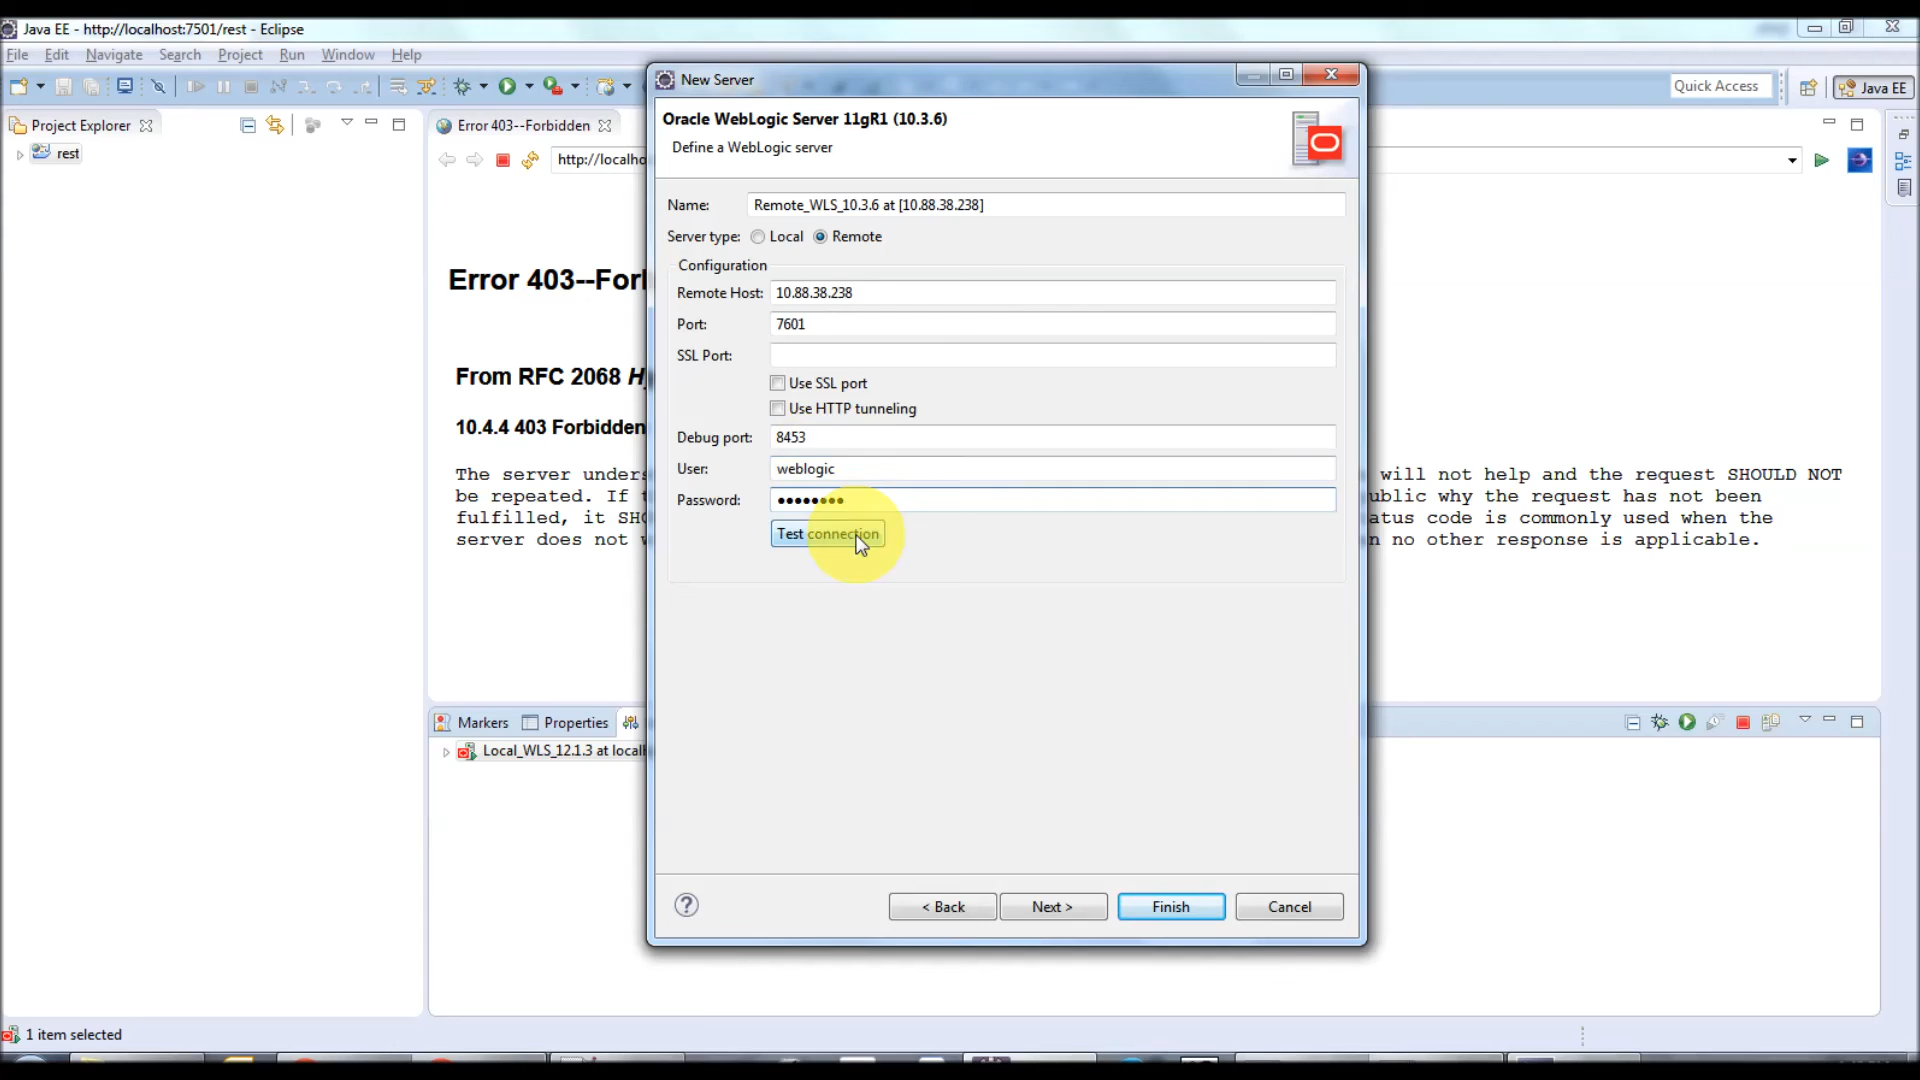 Java EE - http://localhost:7501/rest - Eclipse
File Edit Navigate Search Project Run Window Help
Quick Access
Java EE
Project Explorer
rest
Error 403--Forbidden
http://localho
Error 403--Forl
From RFC 2068 H
10.4.4 403 Forbidden
The server unders
will not help and the request SHOULD NOT
be repeated. If
ublic why the request has not been
fulfilled, it SH
atus code is commonly used when the
server does not
n no other response is applicable.
New Server
Oracle WebLogic Server 11gR1 (10.3.6)
Define a WebLogic server
Name: Remote_WLS_10.3.6 at [10.88.38.238]
Server type: Local Remote
Configuration
Remote Host: 10.88.38.238
Port: 7601
SSL Port:
Use SSL port
Use HTTP tunneling
Debug port: 8453
User: weblogic
Password: ••••••••
Test connection
? < Back Next > Finish Cancel
Markers Properties
Local_WLS_12.1.3 at local
1 item selected